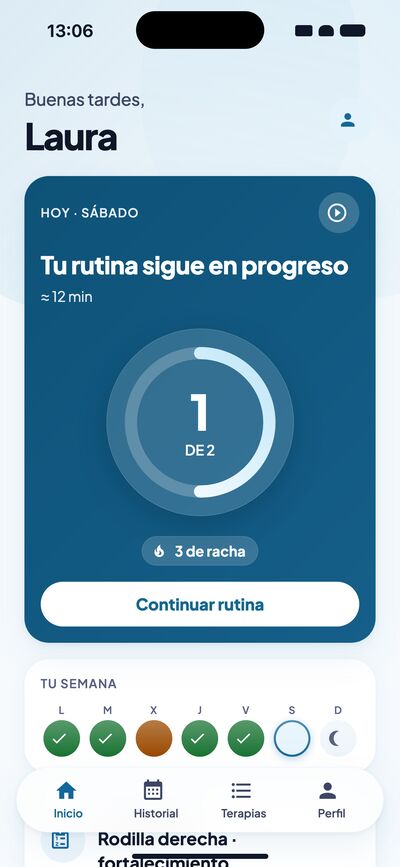 13:06
Buenas tardes,
Laura
HOY · SÁBADO
Tu rutina sigue en progreso
≈ 12 min
1
DE 2
3 de racha
Continuar rutina
TU SEMANA
L M X J V S D
Inicio Historial Terapias Perfil
Rodilla derecha ·
fortalecimiento